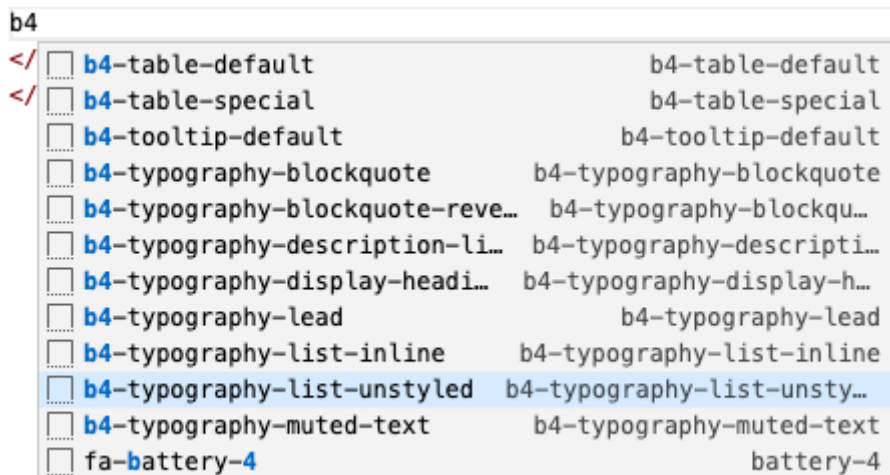 b4
</ b4-table-default b4-table-default
</ b4-table-special b4-table-special
b4-tooltip-default b4-tooltip-default
b4-typography-blockquote b4-typography-blockquote
b4-typography-blockquote-reve… b4-typography-blockqu…
b4-typography-description-li… b4-typography-descripti…
b4-typography-display-headi… b4-typography-display-h…
b4-typography-lead b4-typography-lead
b4-typography-list-inline b4-typography-list-inline
b4-typography-list-unstyled b4-typography-list-unsty…
b4-typography-muted-text b4-typography-muted-text
fa-battery-4 battery-4